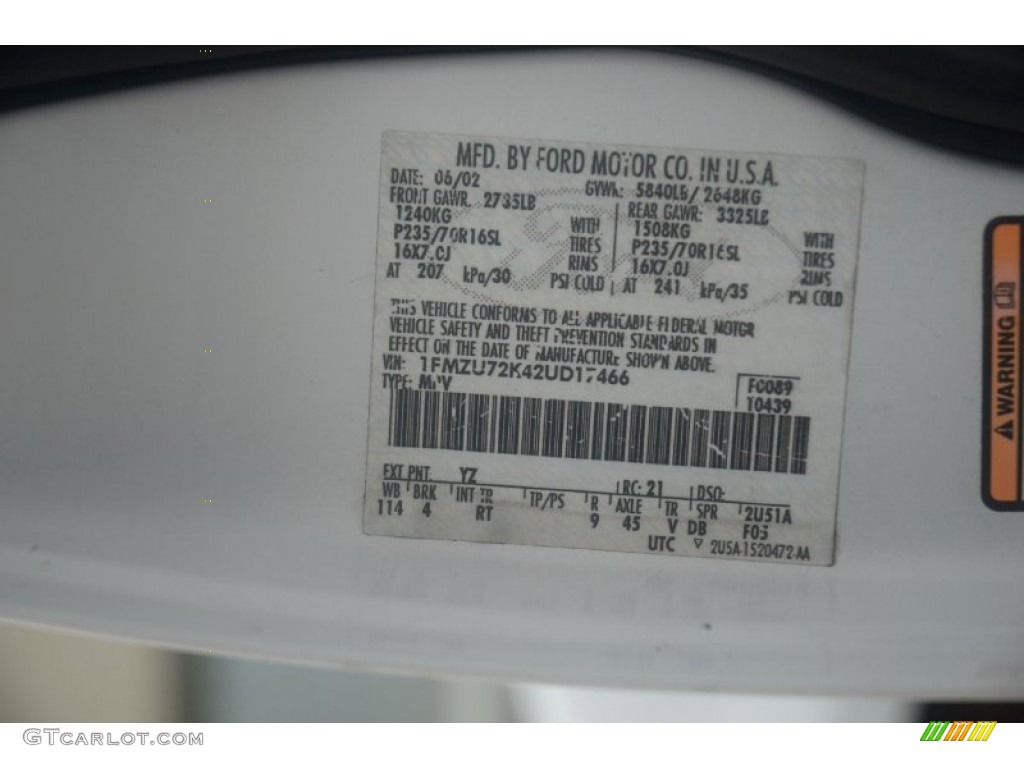 MFD. BY FORD MOTOR CO. IN U.S.A.
DATE: 06/02 GVWR: 5840LB/ 2648KG
FRONT GAWR: 2735LB REAR GAWR: 3325LB
1240KG WITH 1508KG WITH
P235/70R16SL TIRES P235/70R16SL TIRES
16X7.0J RIMS 16X7.0J RIMS
AT 207 kPa/30 PSI COLD AT 241 kPa/35 PSI COLD
THIS VEHICLE CONFORMS TO ALL APPLICABLE FEDERAL MOTOR
VEHICLE SAFETY AND THEFT PREVENTION STANDARDS IN
EFFECT ON THE DATE OF MANUFACTURE SHOWN ABOVE.
VIN: 1FMZU72K42UD17466
TYPE: MPV F0089
T0439
EXT PNT: YZ RC: 21 DSO:
WB BRK INT TR TP/PS R AXLE TR SPR 2U51A
114 4 RT 9 45 V DB F05
UTC ▽ 2U5A-1520472-AA
WARNING
GTCARLOT.COM